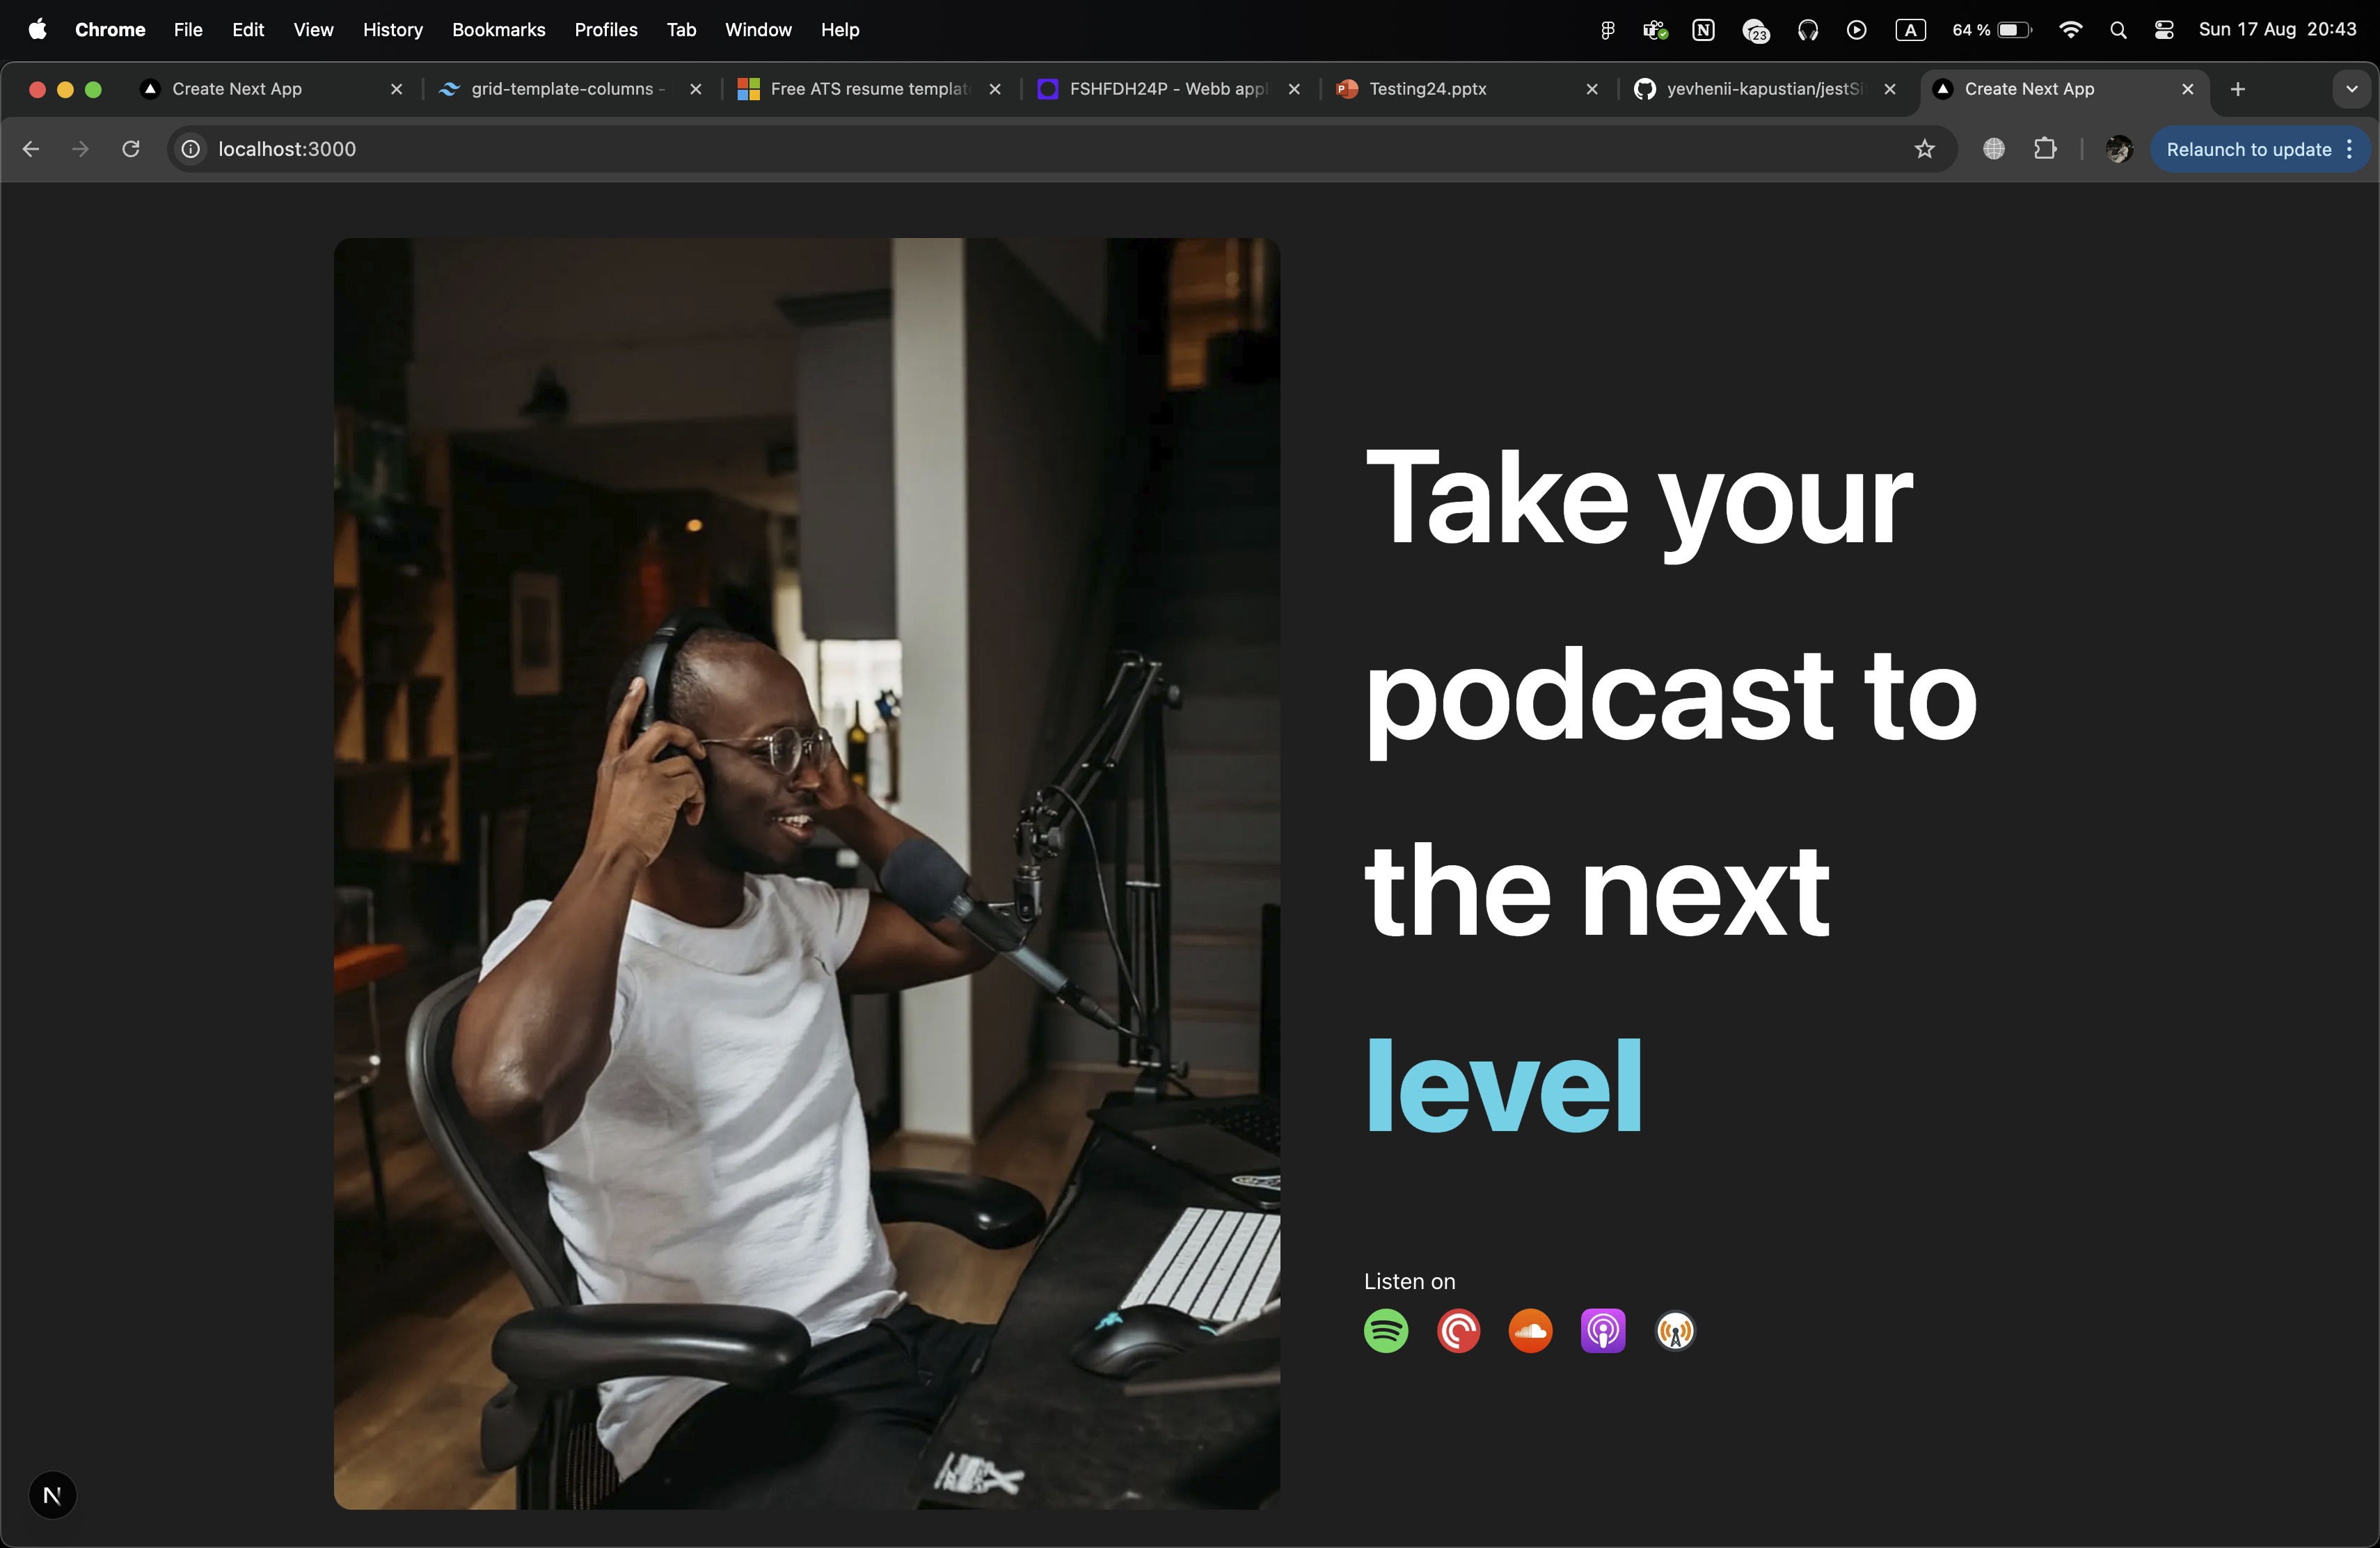 Chrome File Edit View History Bookmarks Profiles Tab Window Help N 23 A 64 % Sun 17 Aug 20:43
Create Next App grid-template-columns - Free ATS resume templat FSHFDH24P - Webb appl P Testing24.pptx yevhenii-kapustian/jestSi Create Next App
localhost:3000 Relaunch to update
Take your
podcast to
the next
level
Listen on
N